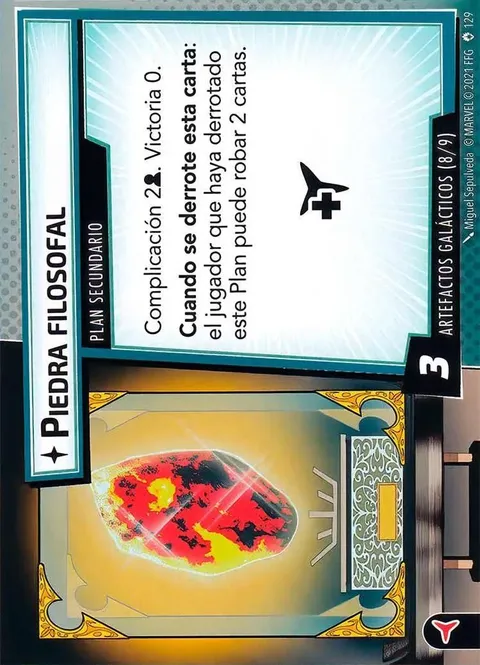 PIEDRA FILOSOFAL
PLAN SECUNDARIO
Complicación 2. Victoria 0.
Cuando se derrote esta carta:
el jugador que haya derrotado
este Plan puede robar 2 cartas.
3
ARTEFACTOS GALÁCTICOS (8/9)
Miguel Sepulveda © MARVEL © 2021 FFG 129